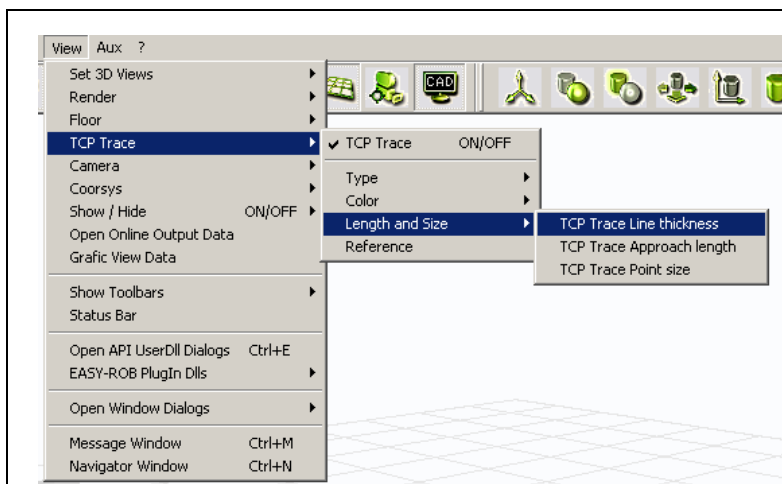 View Aux ?
Set 3D Views
Render
Floor
TCP Trace
Camera
Coorsys
Show / Hide ON/OFF
Open Online Output Data
Grafic View Data
Show Toolbars
Status Bar
Open API UserDll Dialogs Ctrl+E
EASY-ROB PlugIn Dlls
Open Window Dialogs
Message Window Ctrl+M
Navigator Window Ctrl+N
TCP Trace ON/OFF
Type
Color
Length and Size
Reference
TCP Trace Line thickness
TCP Trace Approach length
TCP Trace Point size
CAD